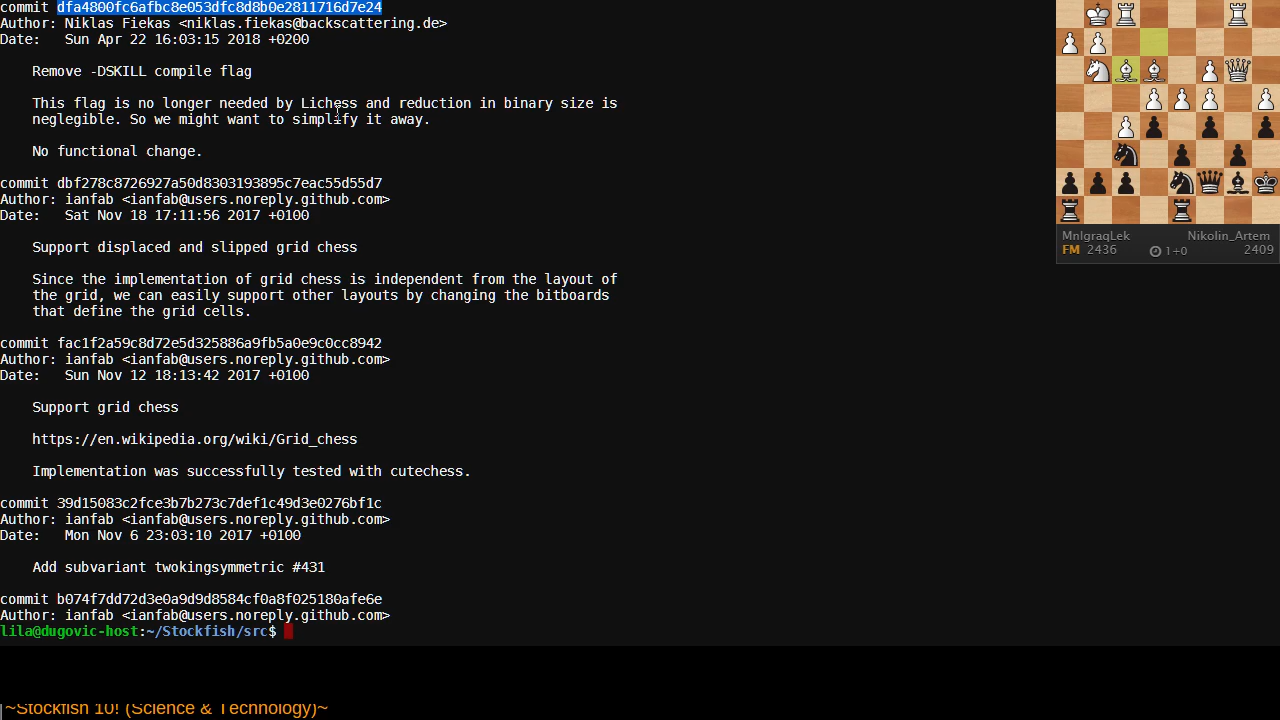 commit dfa4800fc6afbc8e053dfc8d8b0e2811716d7e24
Author: Niklas Fiekas <niklas.fiekas@backscattering.de>
Date:   Sun Apr 22 16:03:15 2018 +0200
Remove -DSKILL compile flag
This flag is no longer needed by Lichess and reduction in binary size is
neglegible. So we might want to simplify it away.
No functional change.
commit dbf278c8726927a50d8303193895c7eac55d55d7
Author: ianfab <ianfab@users.noreply.github.com>
Date:   Sat Nov 18 17:11:56 2017 +0100
Support displaced and slipped grid chess
Since the implementation of grid chess is independent from the layout of
the grid, we can easily support other layouts by changing the bitboards
that define the grid cells.
commit fac1f2a59c8d72e5d325886a9fb5a0e9c0cc8942
Author: ianfab <ianfab@users.noreply.github.com>
Date:   Sun Nov 12 18:13:42 2017 +0100
Support grid chess
https://en.wikipedia.org/wiki/Grid_chess
Implementation was successfully tested with cutechess.
commit 39d15083c2fce3b7b273c7def1c49d3e0276bf1c
Author: ianfab <ianfab@users.noreply.github.com>
Date:   Mon Nov 6 23:03:10 2017 +0100
Add subvariant twokingsymmetric #431
commit b074f7dd72d3e0a9d9d8584cf0a8f025180afe6e
Author: ianfab <ianfab@users.noreply.github.com>
lila@dugovic-host:~/Stockfish/src$
MnlgraqLek Nikolin_Artem
FM 2436 1+0 2409
~Stockfish 10! (Science & Technology)~